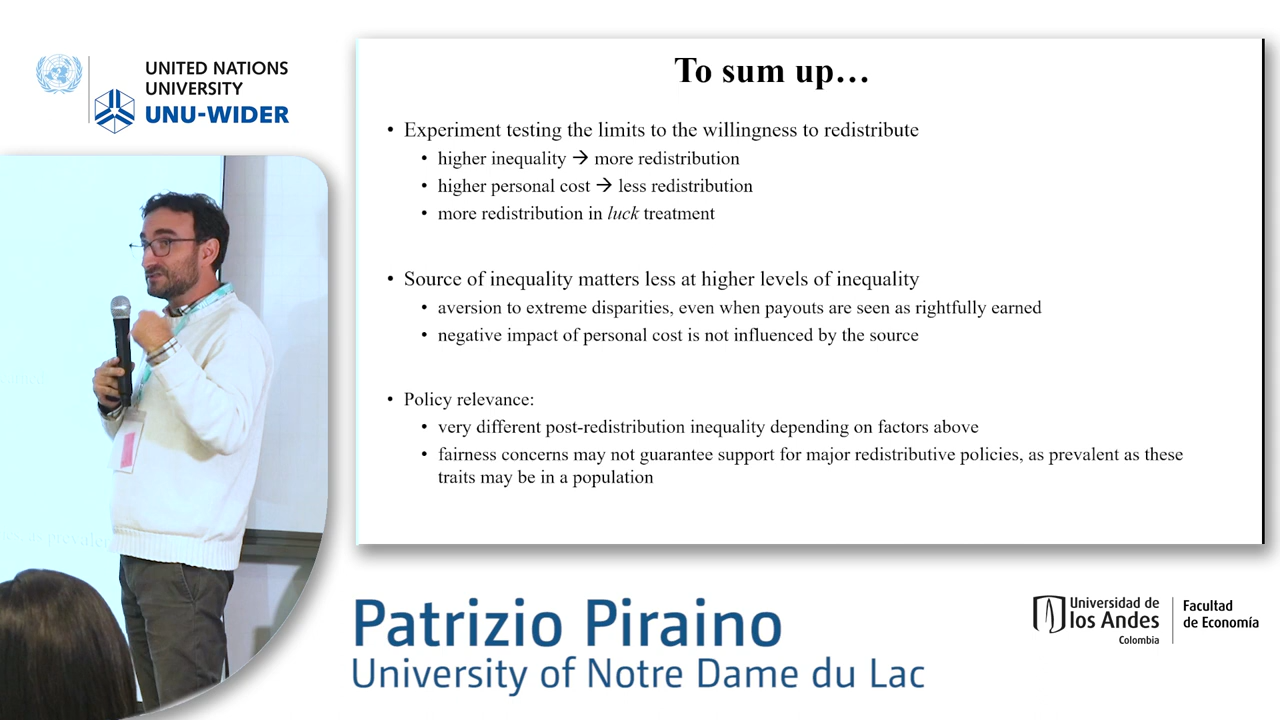 UNITED NATIONS
UNIVERSITY
UNU-WIDER
To sum up…
• Experiment testing the limits to the willingness to redistribute
• higher inequality → more redistribution
• higher personal cost → less redistribution
• more redistribution in luck treatment
• Source of inequality matters less at higher levels of inequality
• aversion to extreme disparities, even when payouts are seen as rightfully earned
• negative impact of personal cost is not influenced by the source
• Policy relevance:
• very different post-redistribution inequality depending on factors above
• fairness concerns may not guarantee support for major redistributive policies, as prevalent as these
traits may be in a population
Patrizio Piraino
University of Notre Dame du Lac
Universidad de
los Andes
Colombia
Facultad
de Economía